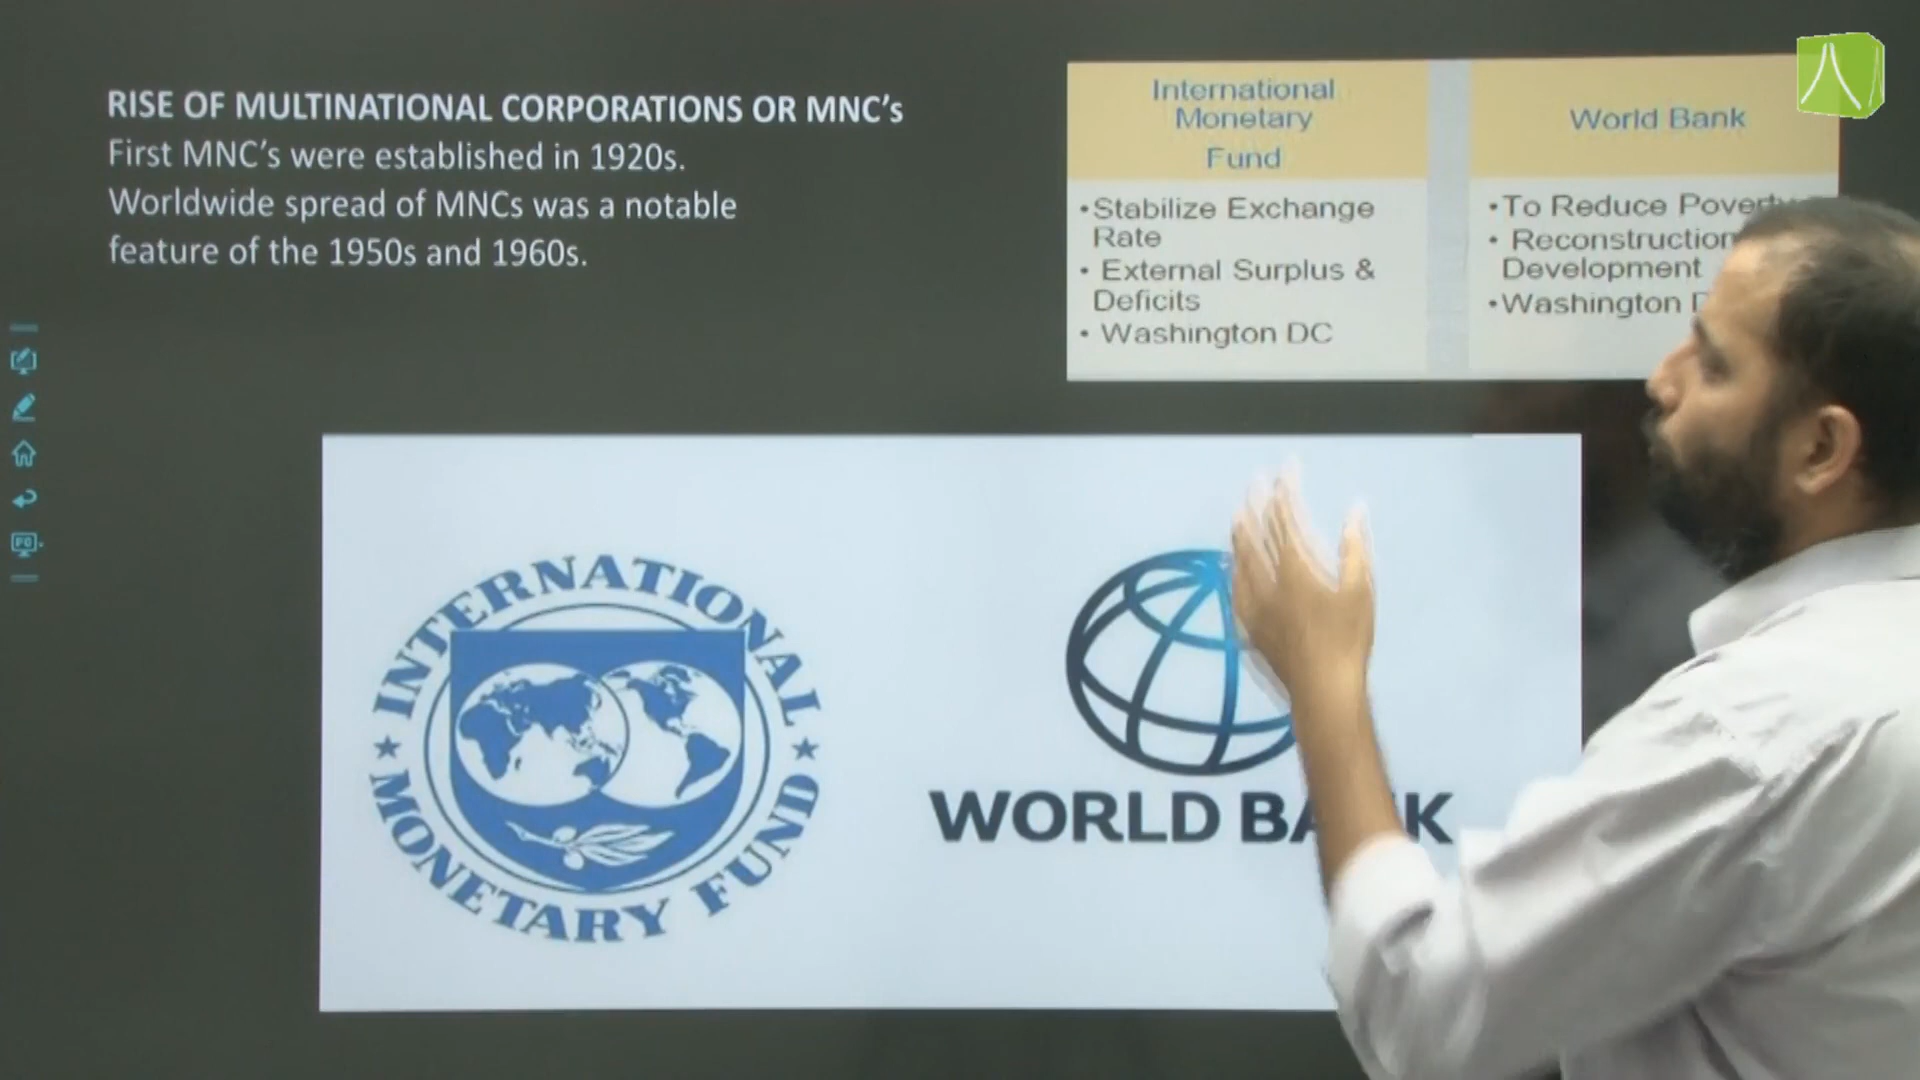 RISE OF MULTINATIONAL CORPORATIONS OR MNC's
First MNC's were established in 1920s.
Worldwide spread of MNCs was a notable
feature of the 1950s and 1960s.
International
Monetary
Fund
•Stabilize Exchange
Rate
• External Surplus &
Deficits
• Washington DC
World Bank
•To Reduce Poverty
• Reconstruction
Development
•Washington
INTERNATIONAL
MONETARY FUND
WORLD BANK